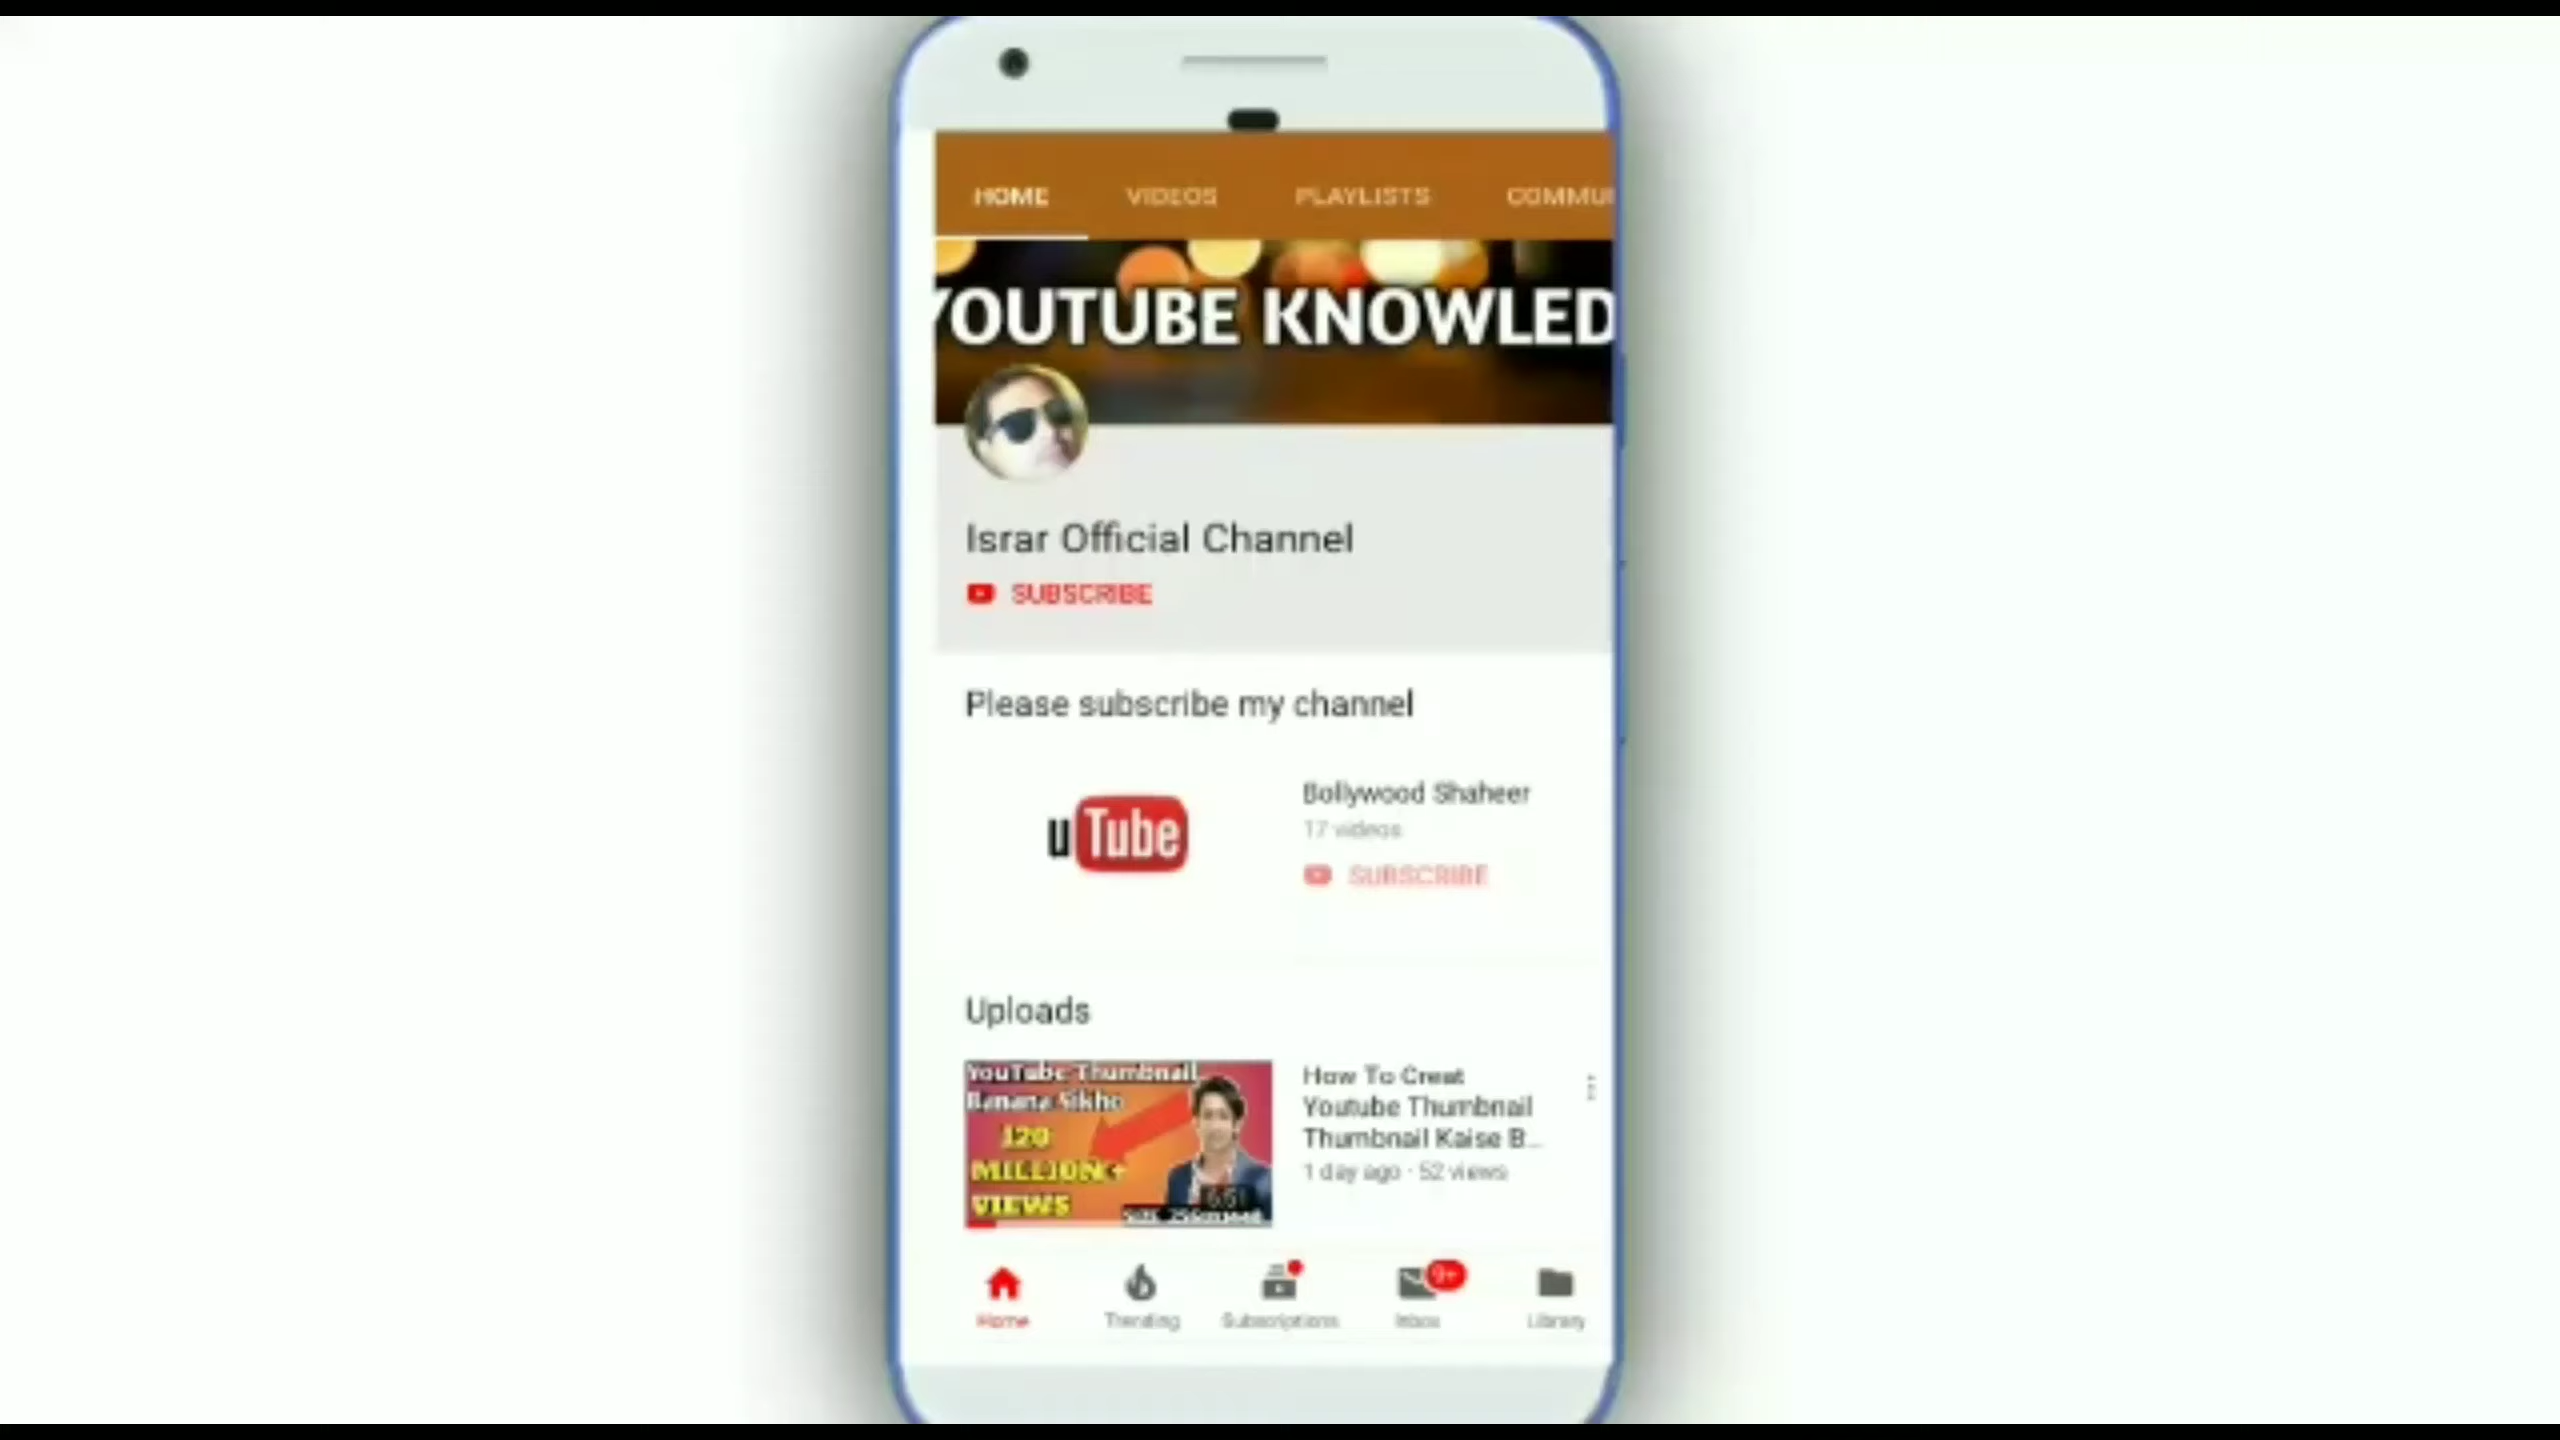 HOME VIDEOS PLAYLISTS COMMU
YOUTUBE KNOWLED
Israr Official Channel
SUBSCRIBE
Please subscribe my channel
uTube
Bollywood Shaheer
17 videos
SUBSCRIBE
Uploads
YouTube Thumbnail
Banana Sikho
120
MILLION+
VIEWS
How To Creat
Youtube Thumbnail
Thumbnail Kaise B...
1 day ago · 52 views
Home Trending Subscriptions Inbox 9+ Library